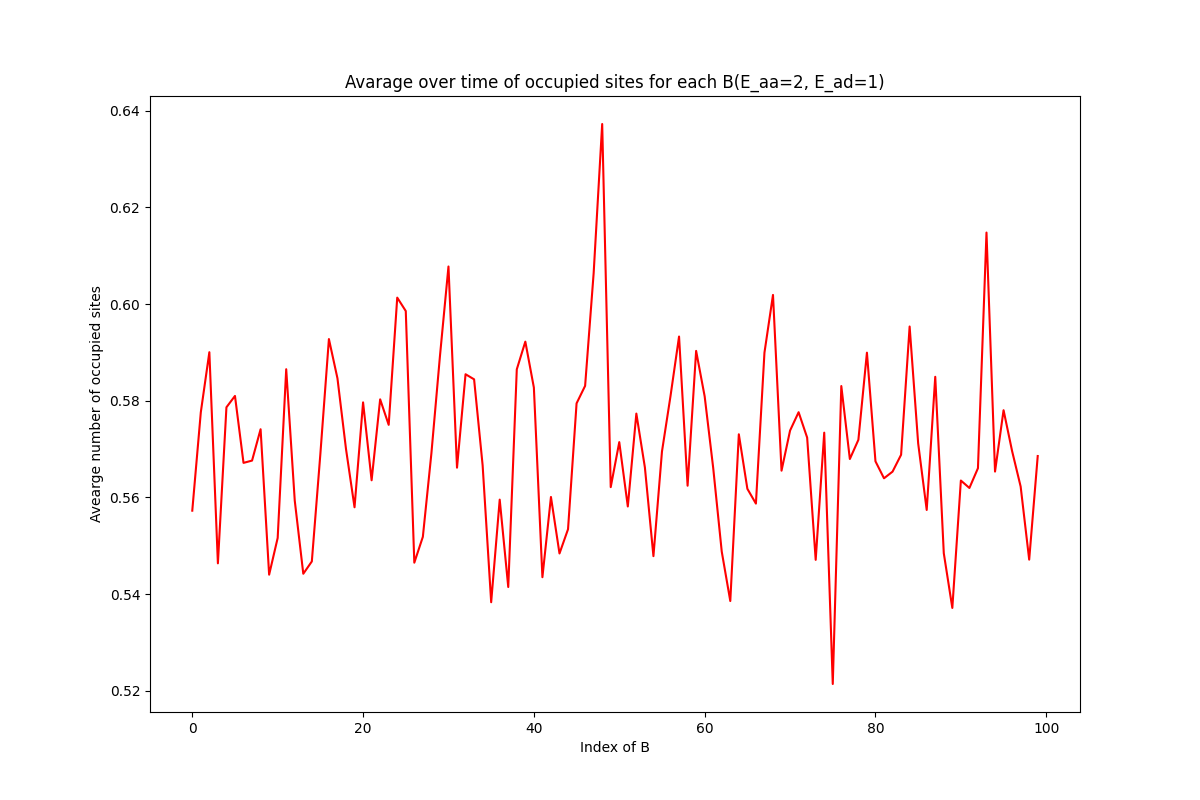 Avarage over time of occupied sites for each B(E_aa=2, E_ad=1)
0.64
0.62
0.60
0.58
0.56
0.54
0.52
Avearge number of occupied sites
0 20 40 60 80 100
Index of B